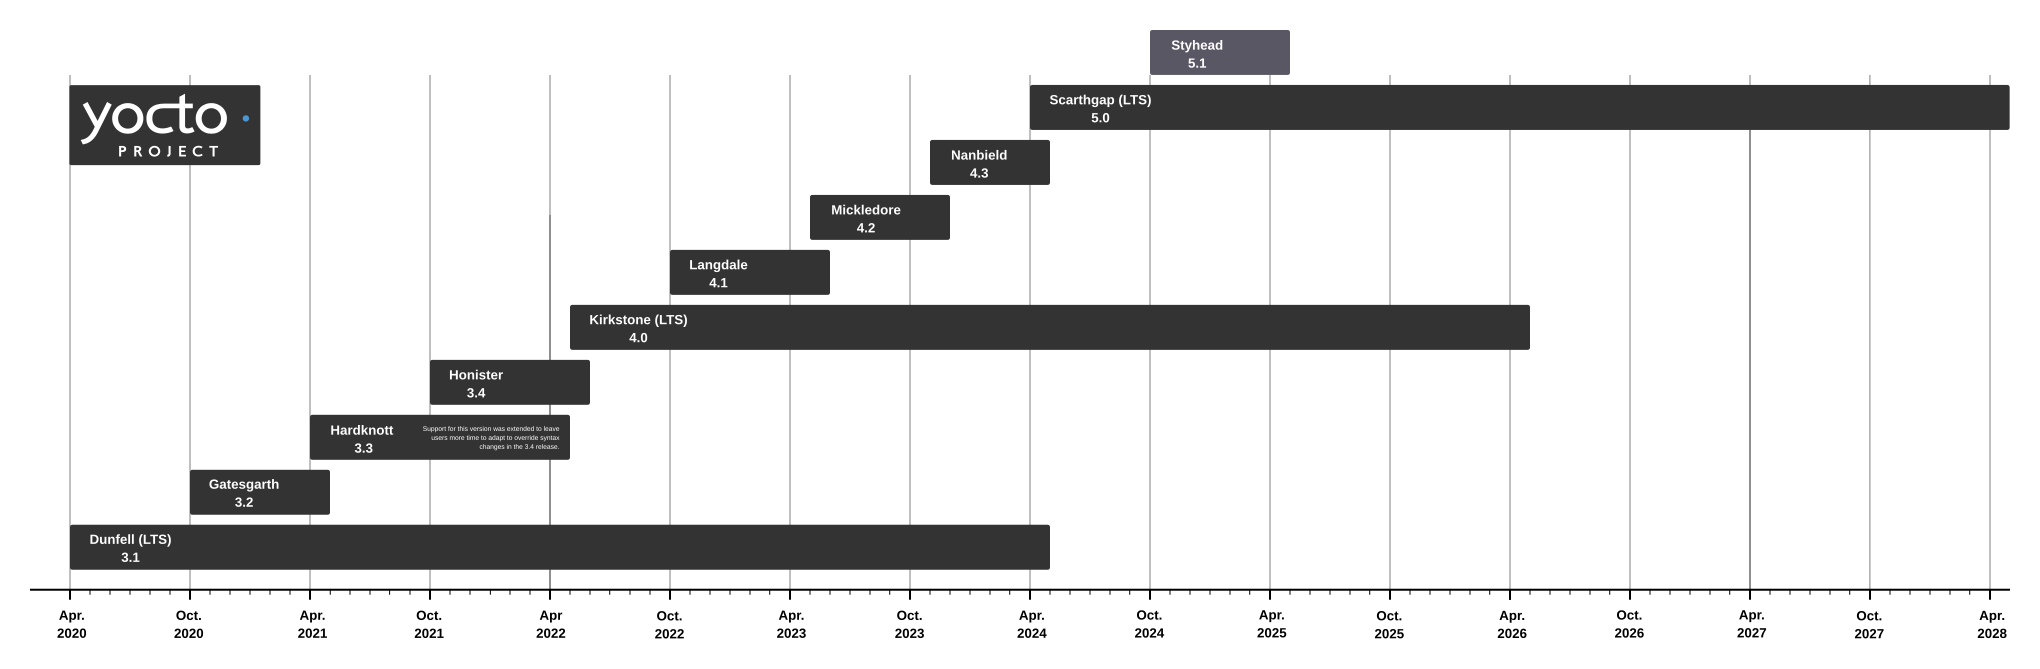 Styhead
5.1
yocto
PROJECT
Scarthgap (LTS)
5.0
Nanbield
4.3
Mickledore
4.2
Langdale
4.1
Kirkstone (LTS)
4.0
Honister
3.4
Hardknott
3.3
Support for this version was extended to leave
users more time to adapt to override syntax
changes in the 3.4 release.
Gatesgarth
3.2
Dunfell (LTS)
3.1
Apr. Oct. Apr. Oct. Apr Oct. Apr. Oct. Apr. Oct. Apr. Oct. Apr. Oct. Apr. Oct. Apr.
2020 2020 2021 2021 2022 2022 2023 2023 2024 2024 2025 2025 2026 2026 2027 2027 2028